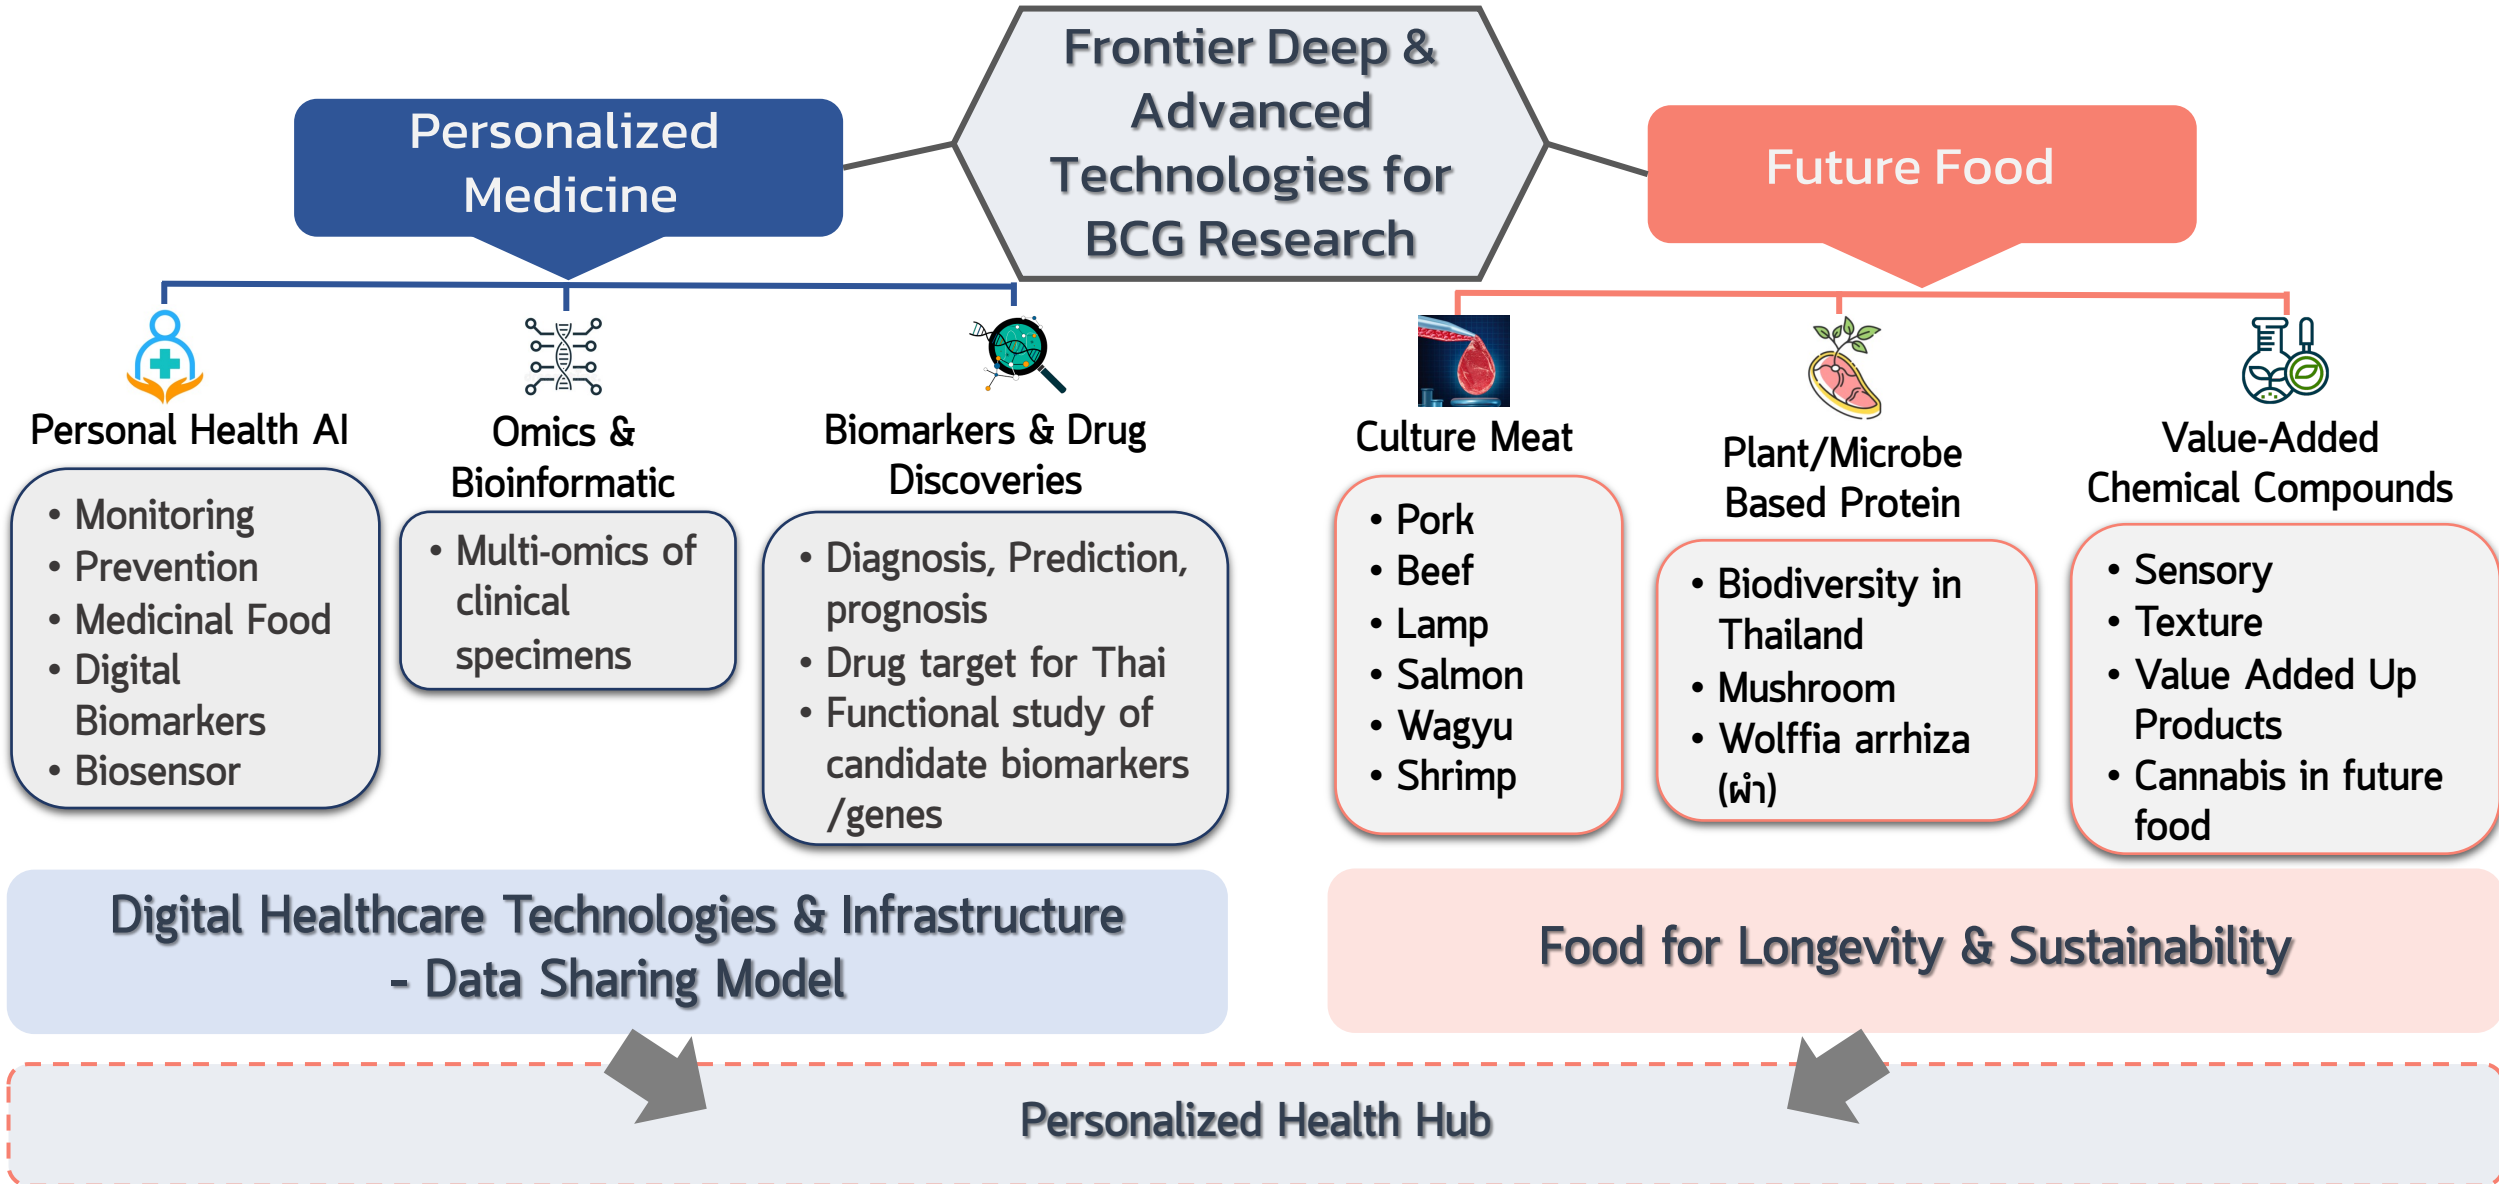 Frontier Deep &
Advanced
Technologies for
BCG Research
Personalized
Medicine
Personal Health AI
• Monitoring
• Prevention
• Medicinal Food
• Digital
Biomarkers
• Biosensor
Omics &
Bioinformatic
• Multi-omics of
clinical
specimens
Biomarkers & Drug
Discoveries
• Diagnosis, Prediction,
prognosis
• Drug target for Thai
• Functional study of
candidate biomarkers
/genes
Digital Healthcare Technologies & Infrastructure
- Data Sharing Model
Future Food
Culture Meat
• Pork
• Beef
• Lamp
• Salmon
• Wagyu
• Shrimp
Plant/Microbe
Based Protein
• Biodiversity in
Thailand
• Mushroom
• Wolffia arrhiza
(ผำ)
Value-Added
Chemical Compounds
• Sensory
• Texture
• Value Added Up
Products
• Cannabis in future
food
Food for Longevity & Sustainability
Personalized Health Hub